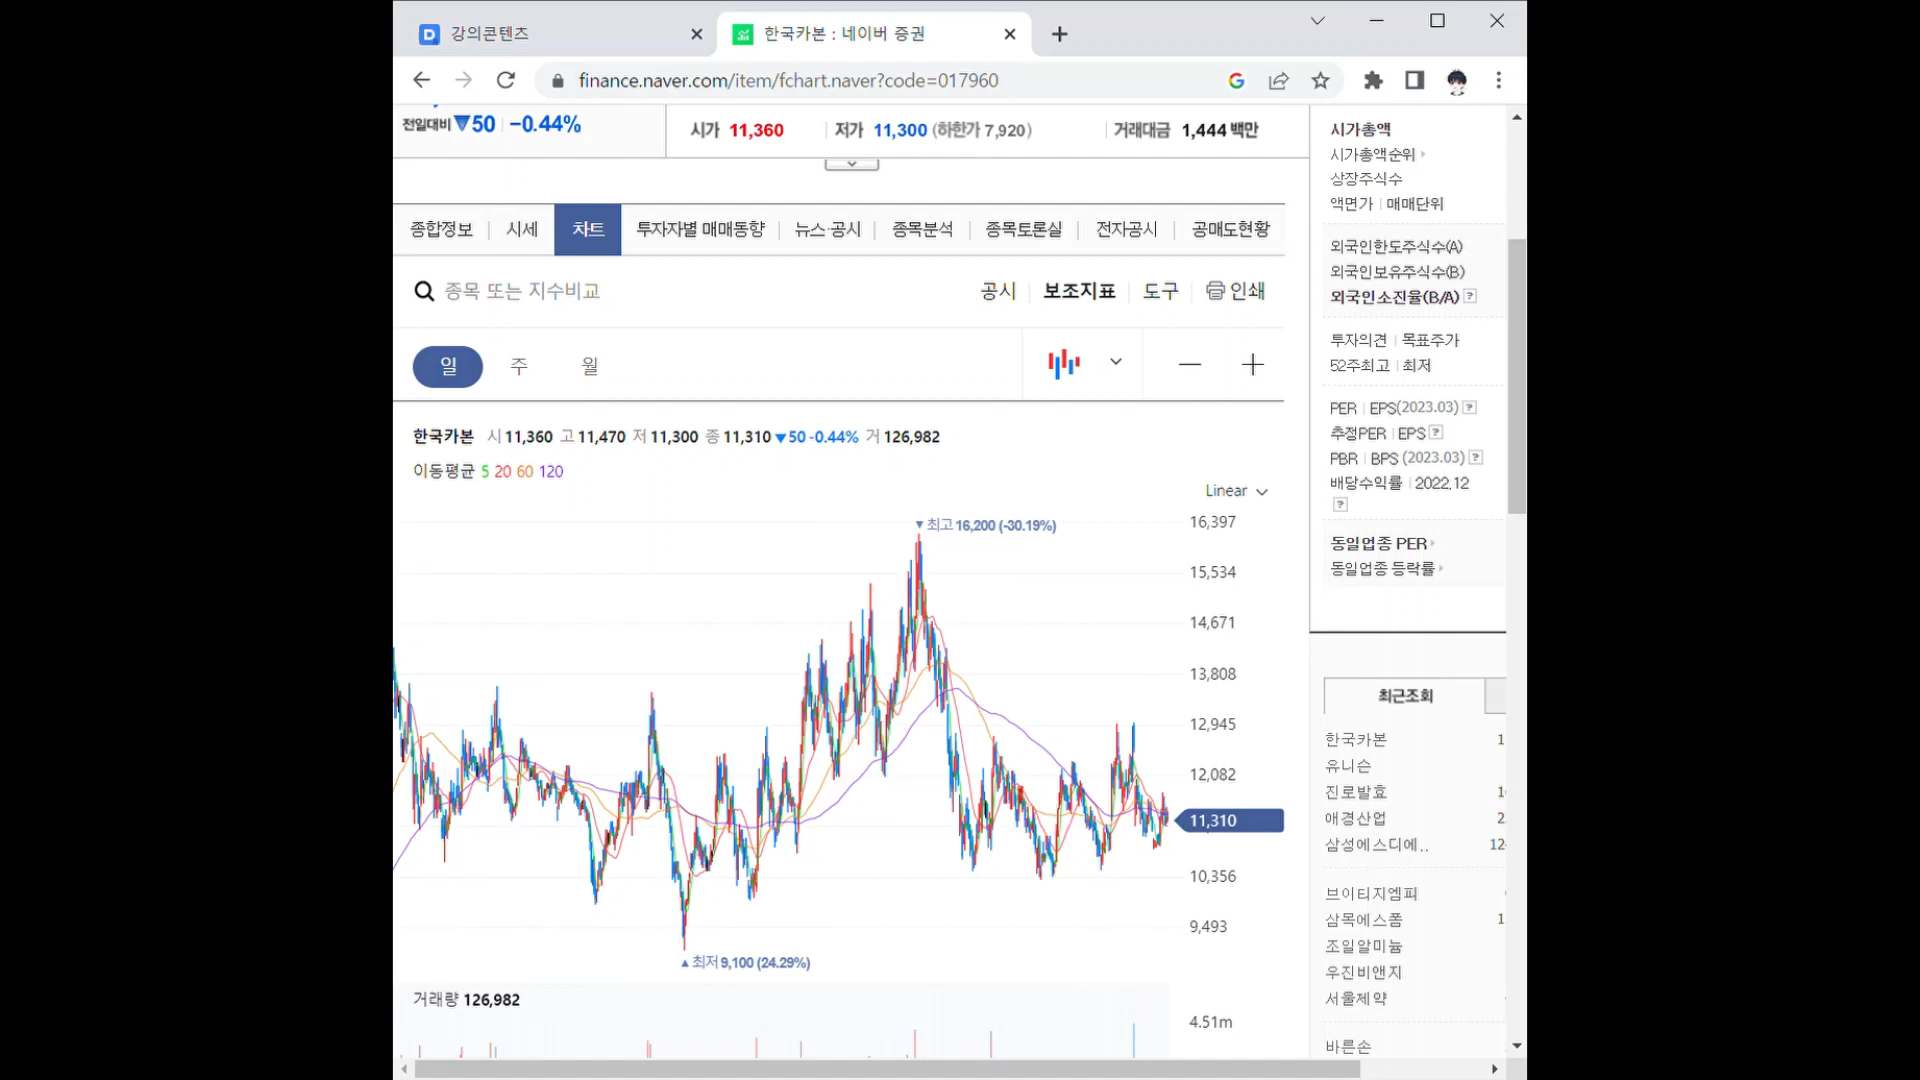 강의콘텐츠
한국카본 : 네이버 증권
finance.naver.com/item/fchart.naver?code=017960
전일대비 ▼50 -0.44%
시가 11,360 저가 11,300 (하한가 7,920) 거래대금 1,444 백만
종합정보 시세 차트 투자자별 매매동향 뉴스·공시 종목분석 종목토론실 전자공시 공매도현황
종목 또는 지수비교
공시 보조지표 도구 인쇄
일 주 월
한국카본 시 11,360 고 11,470 저 11,300 종 11,310 ▼50 -0.44% 거 126,982
이동평균 5 20 60 120
Linear
▼최고 16,200 (-30.19%)
16,397
15,534
14,671
13,808
12,945
12,082
11,310
10,356
9,493
▲최저 9,100 (24.29%)
거래량 126,982
4.51m
시가총액
시가총액순위
상장주식수
액면가 매매단위
외국인한도주식수(A)
외국인보유주식수(B)
외국인소진율(B/A) ?
투자의견 목표주가
52주최고 최저
PER EPS(2023.03) ?
추정PER EPS ?
PBR BPS (2023.03) ?
배당수익률 2022.12
?
동일업종 PER
동일업종 등락률
최근조회
한국카본 1
유니슨
진로발효 1
애경산업 2
삼성에스디에.. 12
브이티지엠피
삼목에스폼 1
조일알미늄
우진비앤지
서울제약
바른손